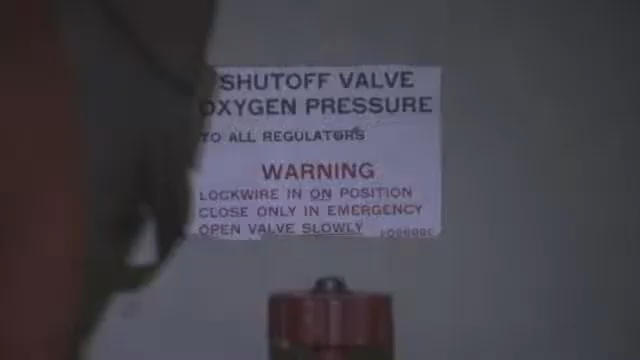 SHUTOFF VALVE
OXYGEN PRESSURE
TO ALL REGULATORS
WARNING
LOCKWIRE IN ON POSITION
CLOSE ONLY IN EMERGENCY
OPEN VALVE SLOWLY